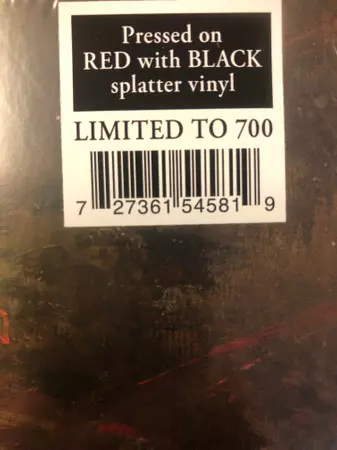 Pressed on
RED with BLACK
splatter vinyl
LIMITED TO 700
7 27361 54581 9